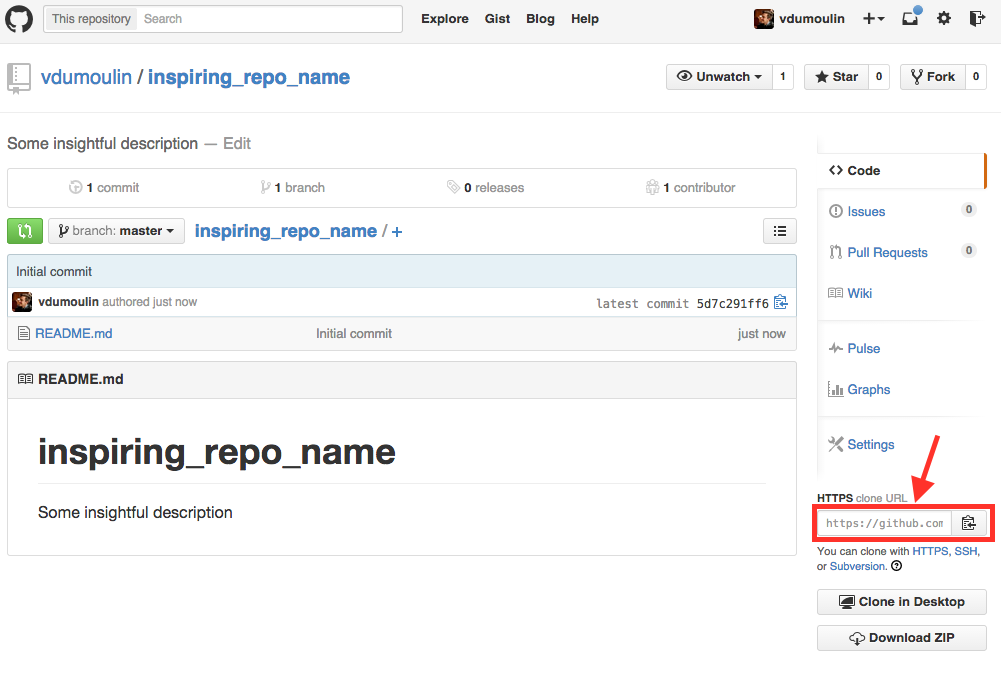 This repository Search Explore Gist Blog Help vdumoulin
vdumoulin / inspiring_repo_name Unwatch 1 Star 0 Fork 0
Some insightful description — Edit
1 commit 1 branch 0 releases 1 contributor
branch: master inspiring_repo_name / +
Initial commit
vdumoulin authored just now latest commit 5d7c291ff6
README.md Initial commit just now
README.md
inspiring_repo_name
Some insightful description
Code
Issues 0
Pull Requests 0
Wiki
Pulse
Graphs
Settings
HTTPS clone URL
https://github.com
You can clone with HTTPS, SSH,
or Subversion.
Clone in Desktop
Download ZIP